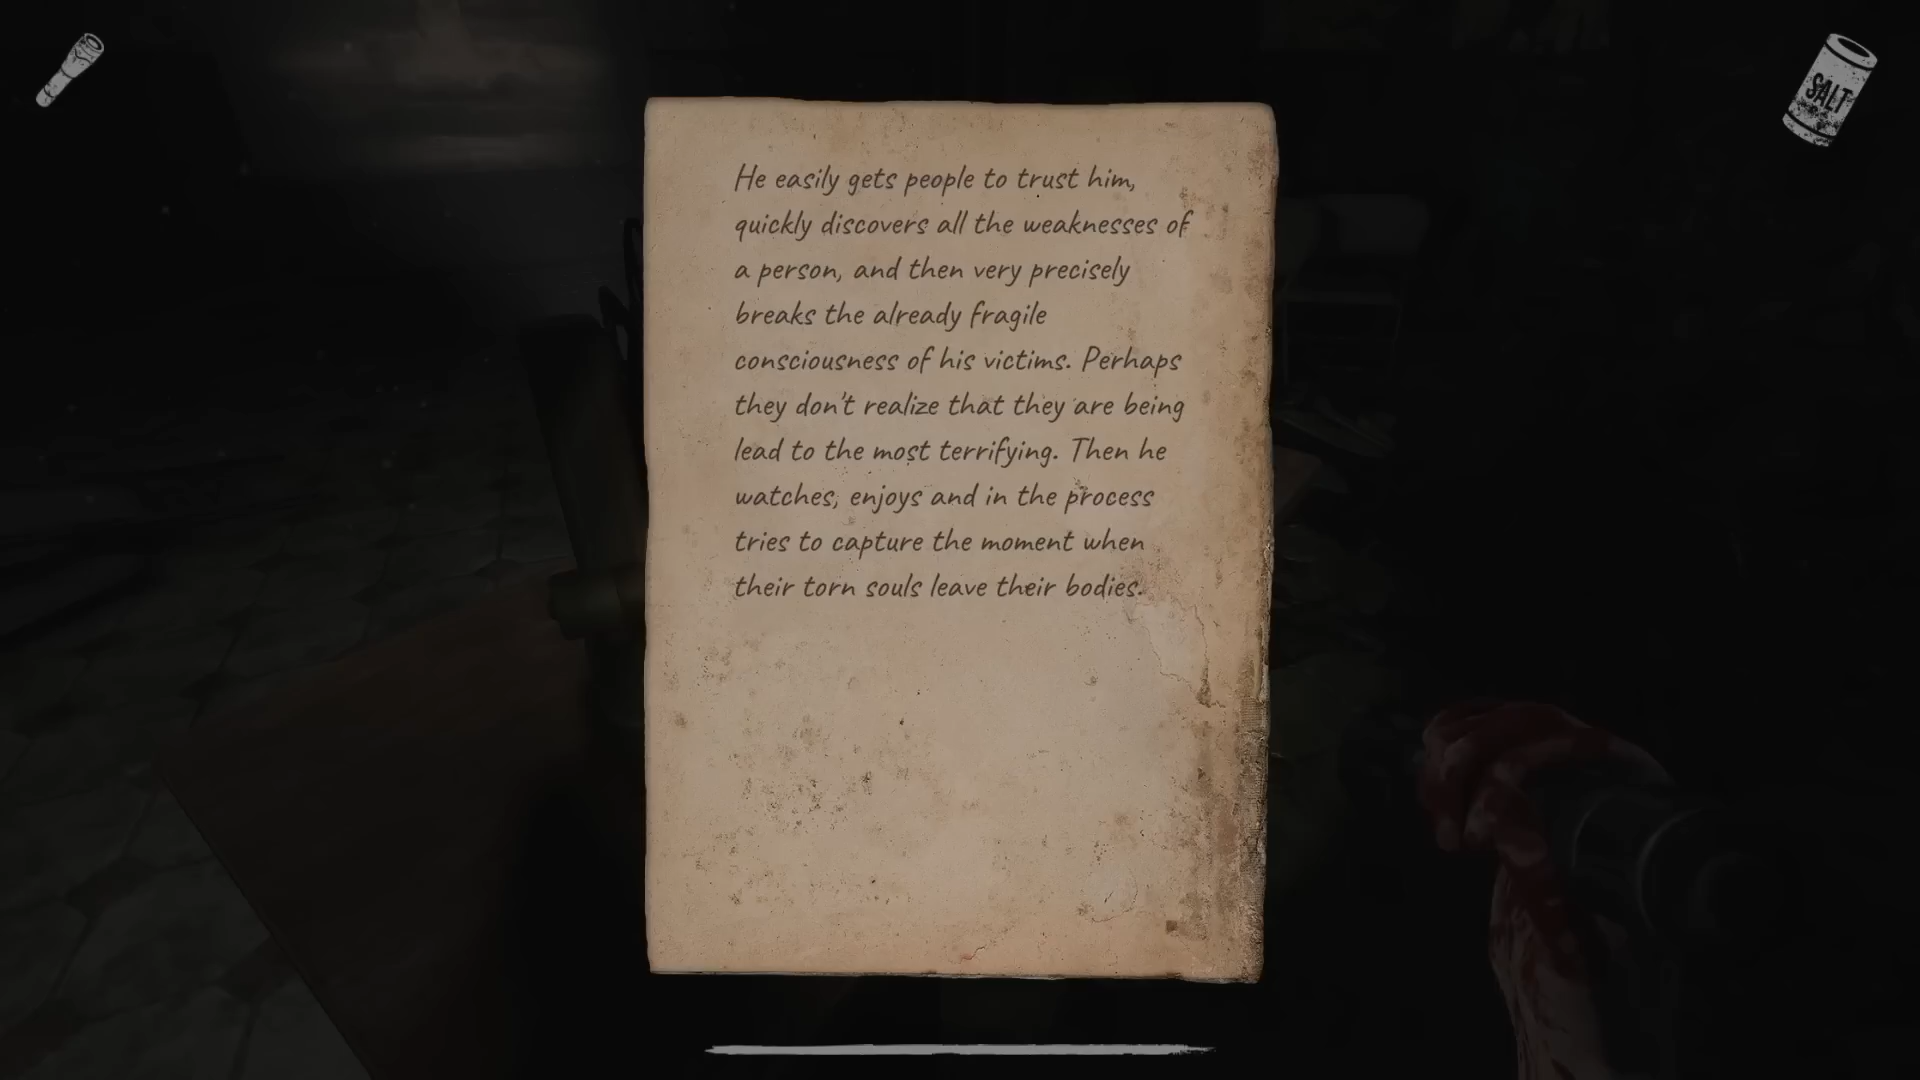 SALT
He easily gets people to trust him,
quickly discovers all the weaknesses of
a person, and then very precisely
breaks the already fragile
consciousness of his victims. Perhaps
they don't realize that they are being
lead to the most terrifying. Then he
watches, enjoys and in the process
tries to capture the moment when
their torn souls leave their bodies.